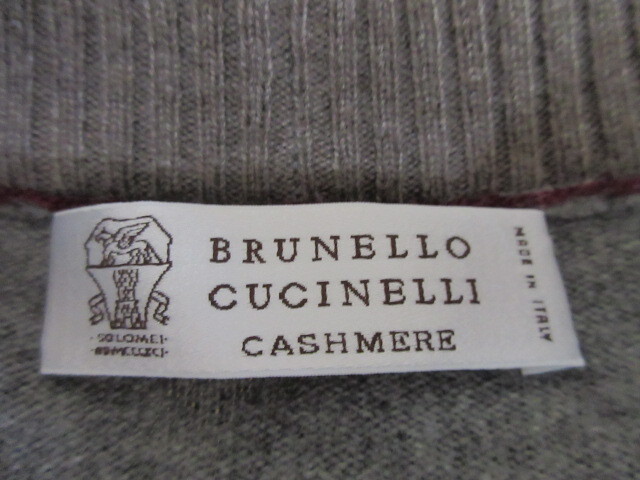 BRUNELLO
CUCINELLI
CASHMERE
MADE IN ITALY
·SOLOMEI·